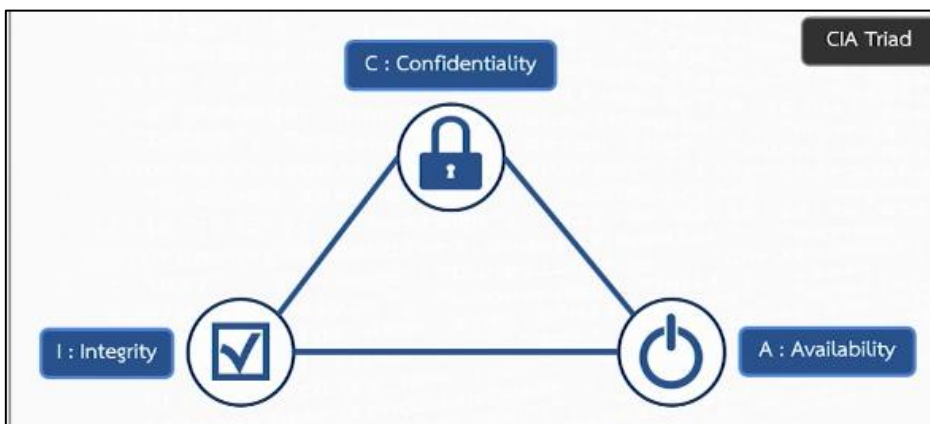 CIA Triad
C : Confidentiality
I : Integrity
A : Availability